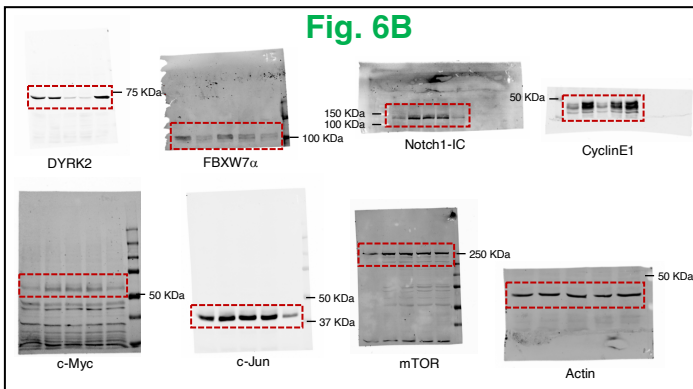 Fig. 6B
75 KDa
DYRK2
100 KDa
FBXW7α
150 KDa
100 KDa
Notch1-IC
50 KDa
CyclinE1
50 KDa
c-Myc
50 KDa
37 KDa
c-Jun
250 KDa
mTOR
50 KDa
Actin